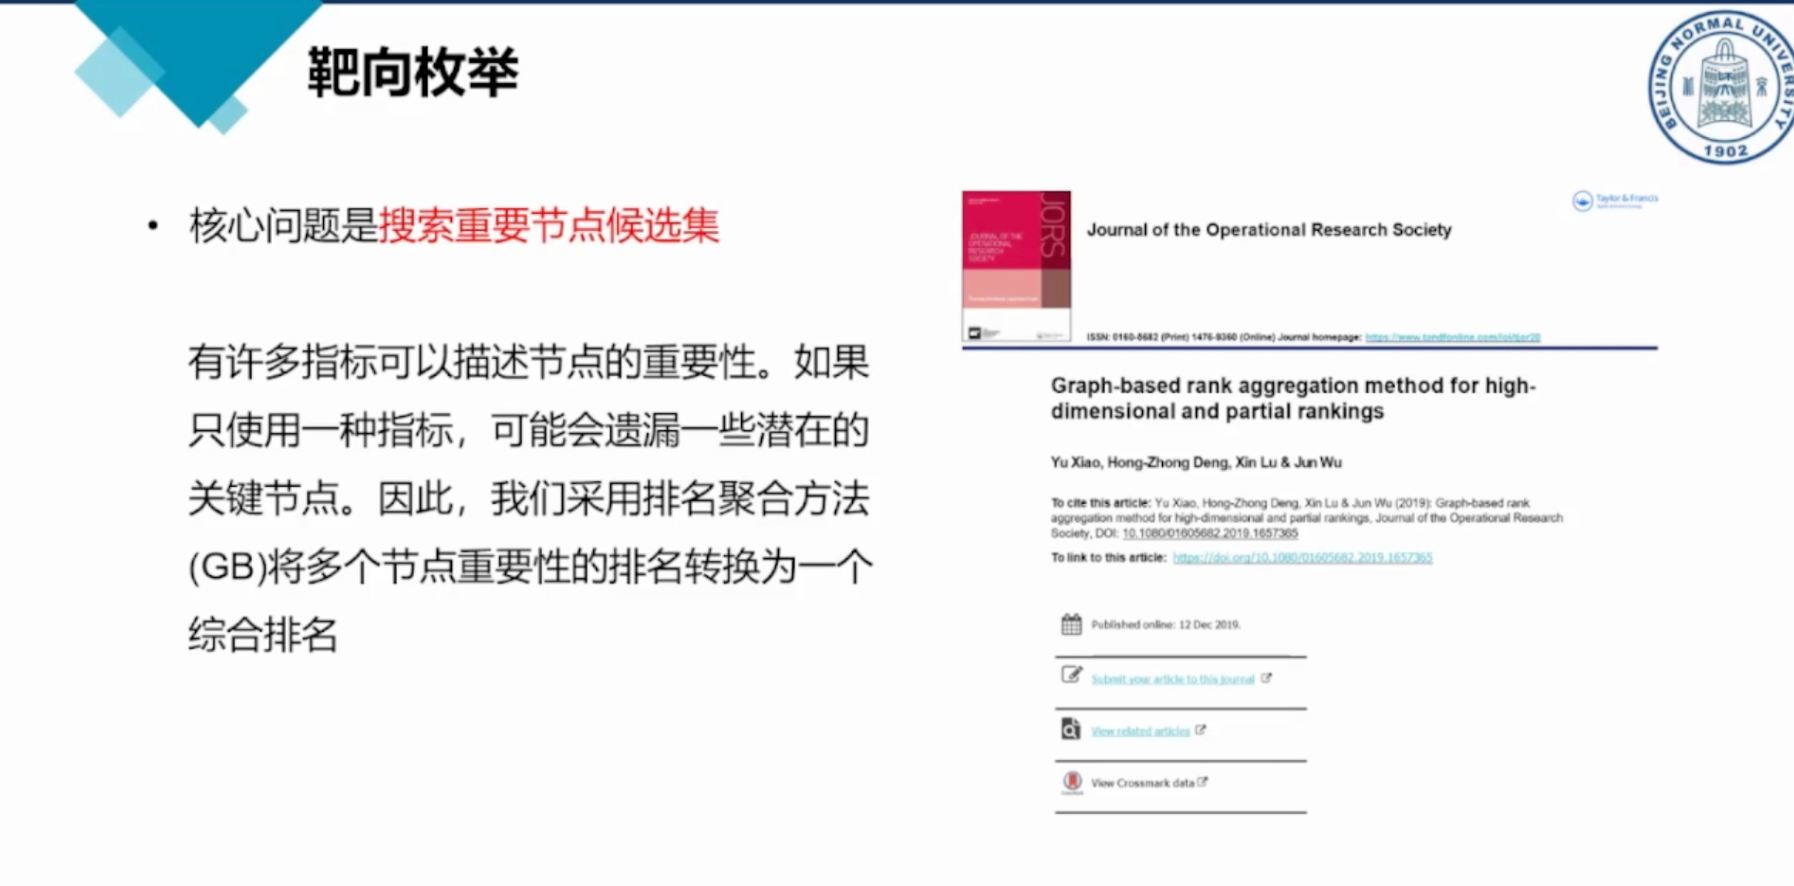 靶向枚举
BEIJING NORMAL UNIVERSITY
1902
• 核心问题是搜索重要节点候选集
有许多指标可以描述节点的重要性。如果
只使用一种指标，可能会遗漏一些潜在的
关键节点。因此，我们采用排名聚合方法
(GB)将多个节点重要性的排名转换为一个
综合排名
JORS
JOURNAL OF THE
OPERATIONAL
RESEARCH
SOCIETY
Taylor & Francis
Journal of the Operational Research Society
ISSN: 0160-5682 (Print) 1476-9360 (Online) Journal homepage: https://www.tandfonline.com/loi/tjor20
Graph-based rank aggregation method for high-
dimensional and partial rankings
Yu Xiao, Hong-Zhong Deng, Xin Lu & Jun Wu
To cite this article: Yu Xiao, Hong-Zhong Deng, Xin Lu & Jun Wu (2019): Graph-based rank
aggregation method for high-dimensional and partial rankings, Journal of the Operational Research
Society, DOI: 10.1080/01605682.2019.1657365
To link to this article: https://doi.org/10.1080/01605682.2019.1657365
Published online: 12 Dec 2019.
Submit your article to this journal
View related articles
View Crossmark data